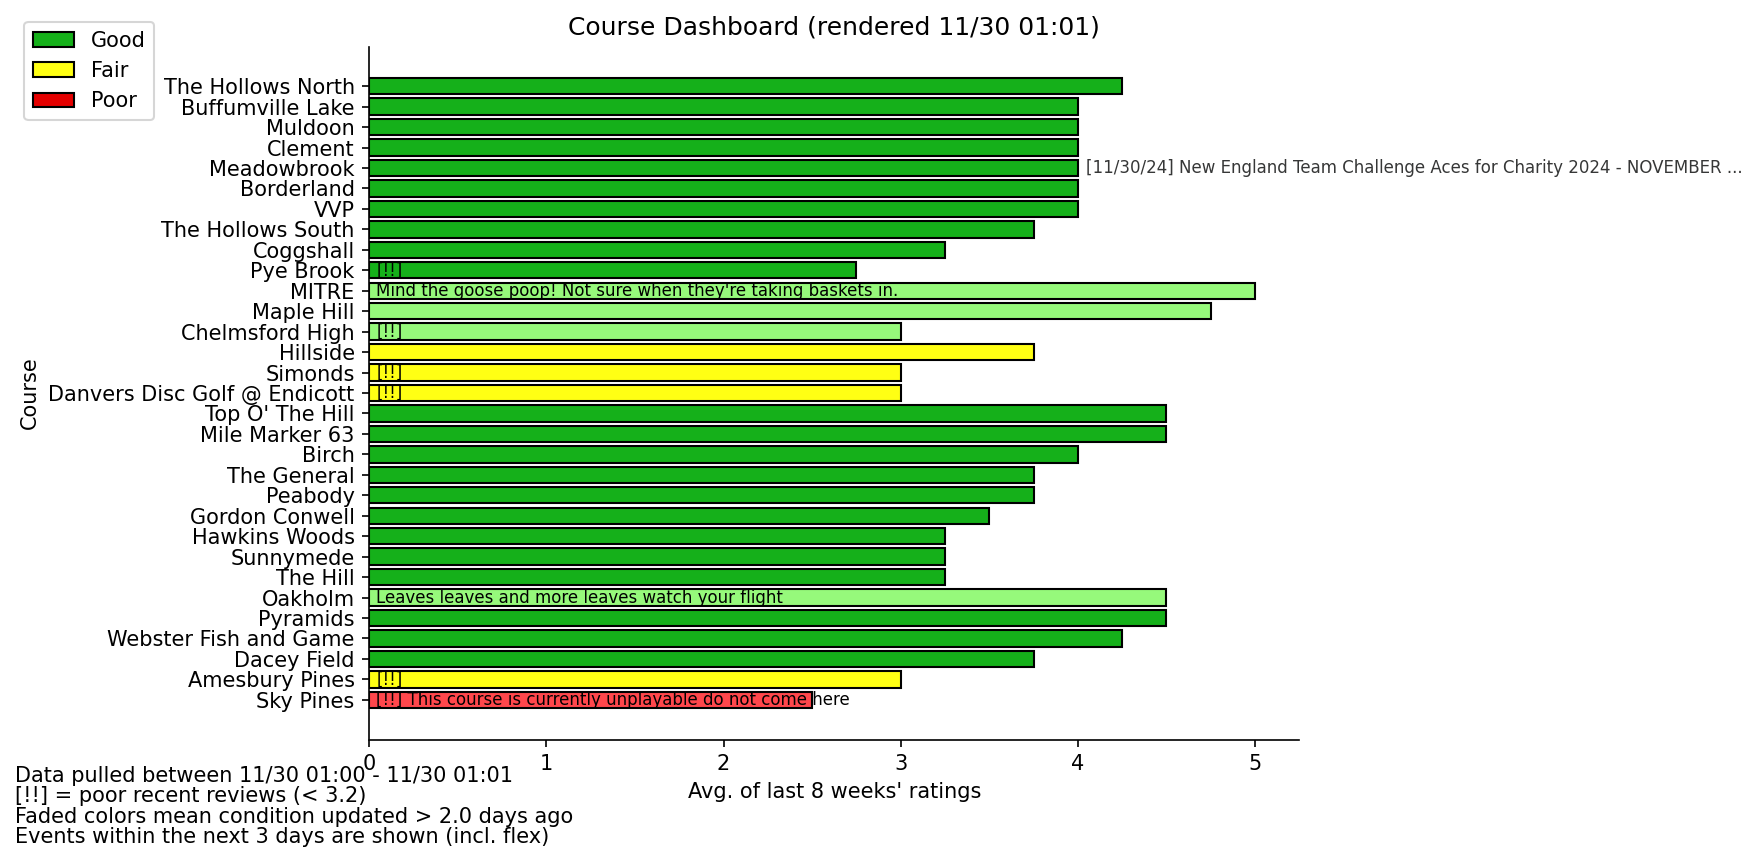 Course Dashboard (rendered 11/30 01:01)
Good
Fair
Poor
The Hollows North
Buffumville Lake
Muldoon
Clement
Meadowbrook [11/30/24] New England Team Challenge Aces for Charity 2024 - NOVEMBER ...
Borderland
VVP
The Hollows South
Coggshall
Pye Brook [!!]
MITRE Mind the goose poop! Not sure when they're taking baskets in.
Maple Hill
Chelmsford High [!!]
Hillside
Simonds [!!]
Danvers Disc Golf @ Endicott [!!]
Top O' The Hill
Mile Marker 63
Birch
The General
Peabody
Gordon Conwell
Hawkins Woods
Sunnymede
The Hill
Oakholm Leaves leaves and more leaves watch your flight
Pyramids
Webster Fish and Game
Dacey Field
Amesbury Pines [!!]
Sky Pines [!!] This course is currently unplayable do not come here
Course
0 1 2 3 4 5
Avg. of last 8 weeks' ratings
Data pulled between 11/30 01:00 - 11/30 01:01
[!!] = poor recent reviews (< 3.2)
Faded colors mean condition updated > 2.0 days ago
Events within the next 3 days are shown (incl. flex)